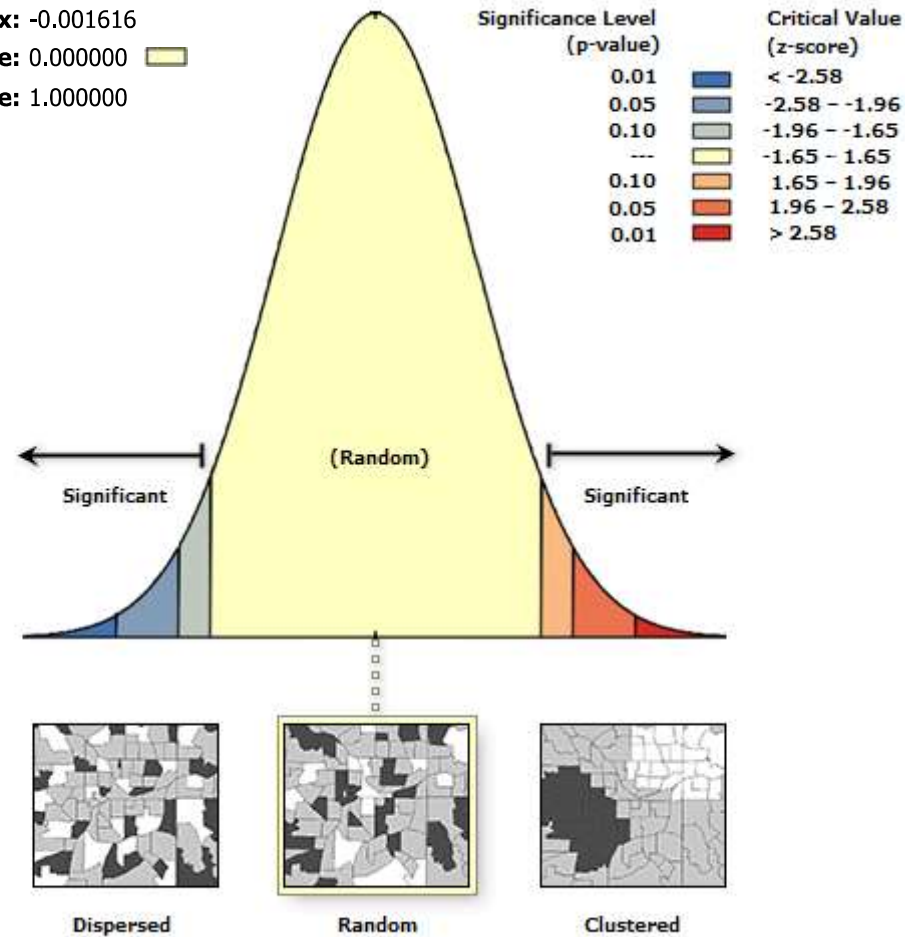 x: -0.001616
e: 0.000000
e: 1.000000
Significance Level
(p-value)
Critical Value
(z-score)
0.01 < -2.58
0.05 -2.58 – -1.96
0.10 -1.96 – -1.65
--- -1.65 – 1.65
0.10 1.65 – 1.96
0.05 1.96 – 2.58
0.01 > 2.58
(Random)
Significant
Significant
Dispersed
Random
Clustered